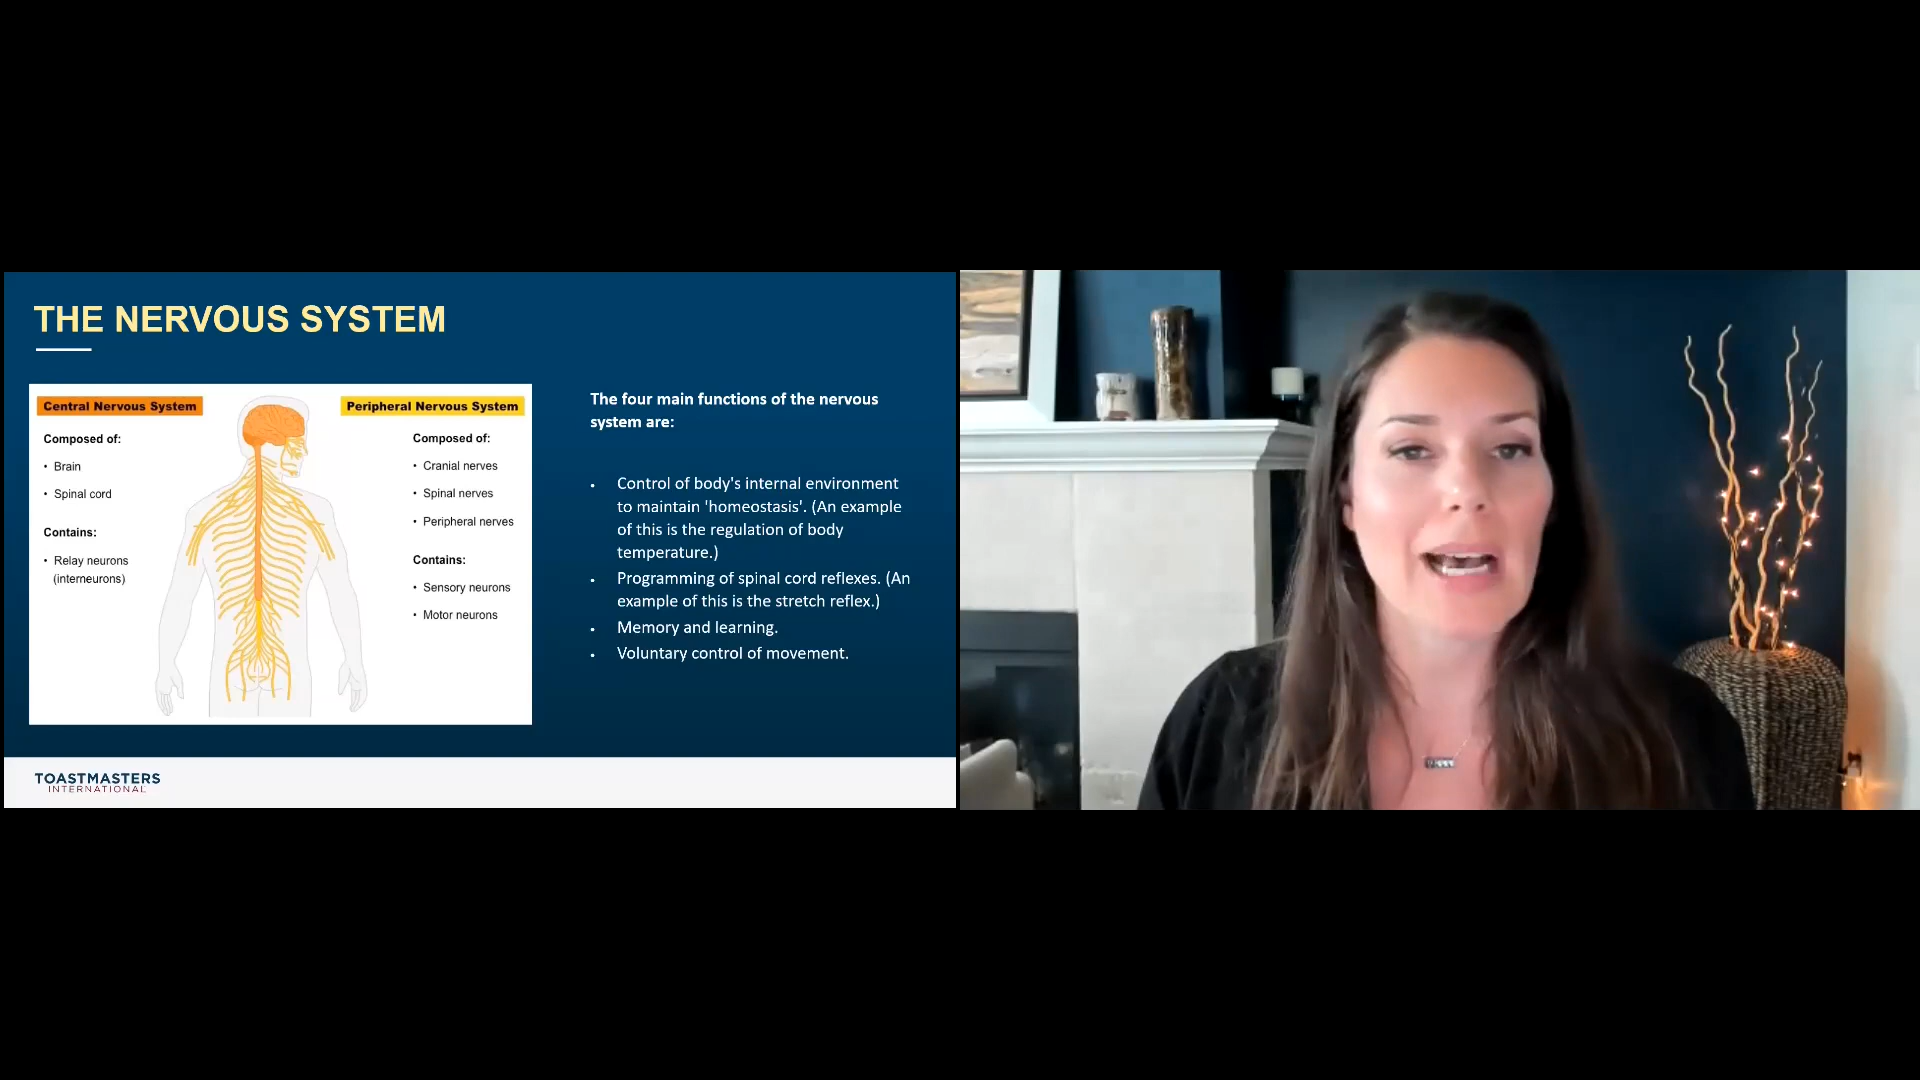 THE NERVOUS SYSTEM
Central Nervous System
Composed of:
• Brain
• Spinal cord
Contains:
• Relay neurons
(interneurons)
Peripheral Nervous System
Composed of:
• Cranial nerves
• Spinal nerves
• Peripheral nerves
Contains:
• Sensory neurons
• Motor neurons
The four main functions of the nervous
system are:
• Control of body's internal environment
to maintain 'homeostasis'. (An example
of this is the regulation of body
temperature.)
• Programming of spinal cord reflexes. (An
example of this is the stretch reflex.)
• Memory and learning.
• Voluntary control of movement.
TOASTMASTERS
INTERNATIONAL